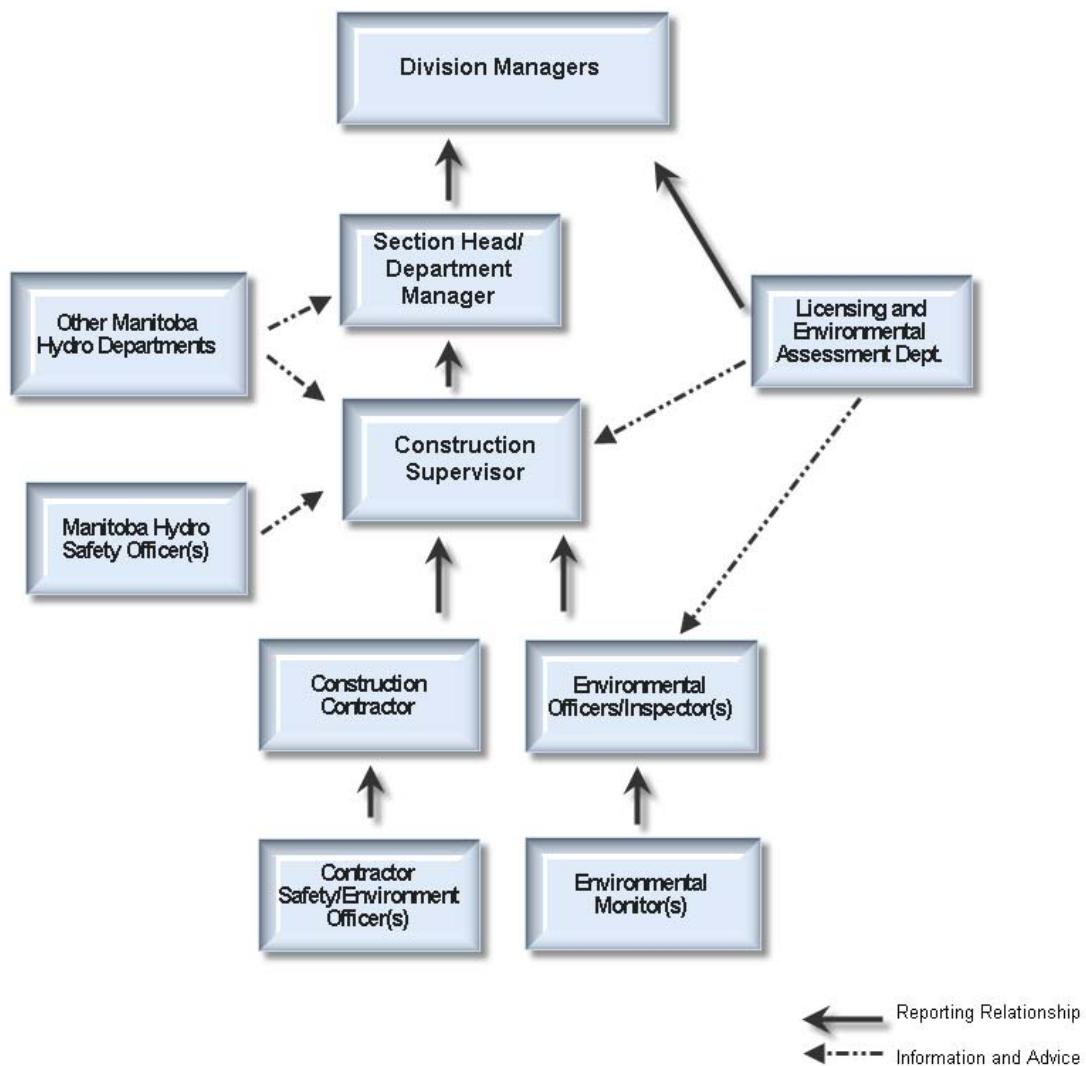 Division Managers
Section Head/
Department
Manager
Other Manitoba
Hydro Departments
Licensing and
Environmental
Assessment Dept.
Construction
Supervisor
Manitoba Hydro
Safety Officer(s)
Construction
Contractor
Environmental
Officers/Inspector(s)
Contractor
Safety/Environment
Officer(s)
Environmental
Monitor(s)
Reporting Relationship
Information and Advice